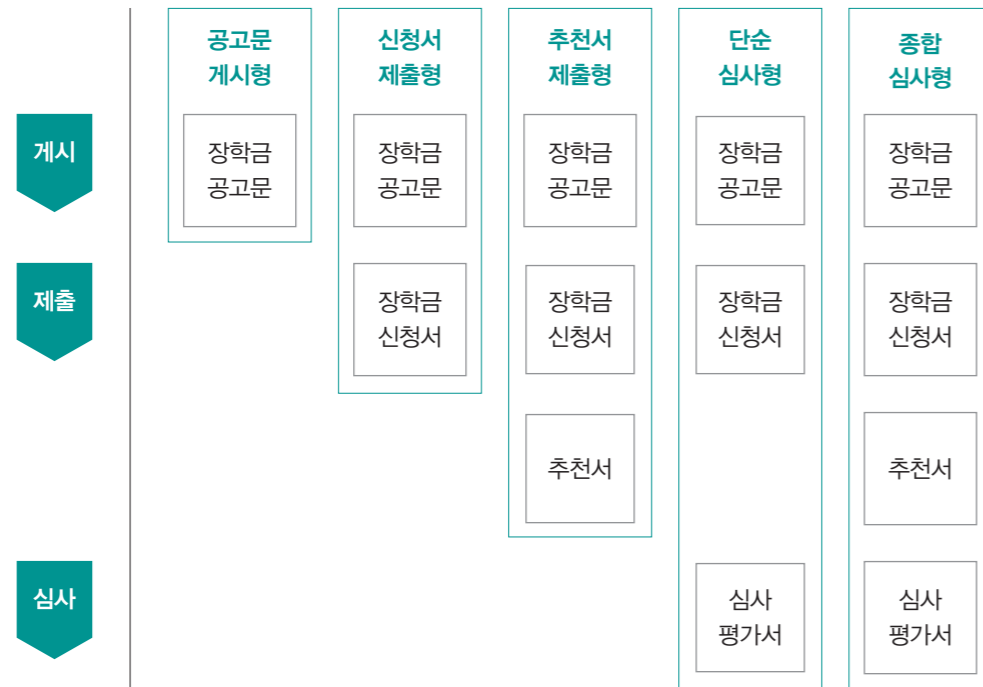 공고문
게시형
신청서
제출형
추천서
제출형
단순
심사형
종합
심사형
게시
장학금
공고문
장학금
공고문
장학금
공고문
장학금
공고문
장학금
공고문
제출
장학금
신청서
장학금
신청서
장학금
신청서
장학금
신청서
추천서
추천서
심사
심사
평가서
심사
평가서